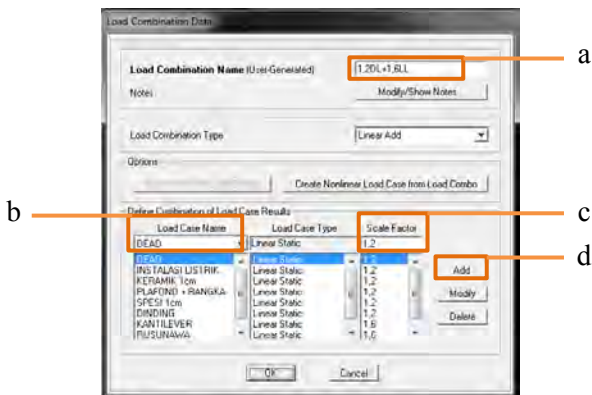 Load Combination Data
a
Load Combination Name (User-Generated) 1,2DL+1,6LL
Notes Modify/Show Notes
Load Combination Type Linear Add
Options
Create Nonlinear Load Case from Load Combo
b
Define Combination of Load Case Results
c
Load Case Name Load Case Type Scale Factor
DEAD Linear Static 1,2
d
DEAD Linear Static 1,2
INSTALASI LISTRIK Linear Static 1,2 Add
KERAMIK 1cm Linear Static 1,2
PLAFOND + RANGKA Linear Static 1,2 Modify
SPESI 1cm Linear Static 1,2
DINDING Linear Static 1,2 Delete
KANTILEVER Linear Static 1,6
RUSUNAWA Linear Static 1,6
OK Cancel